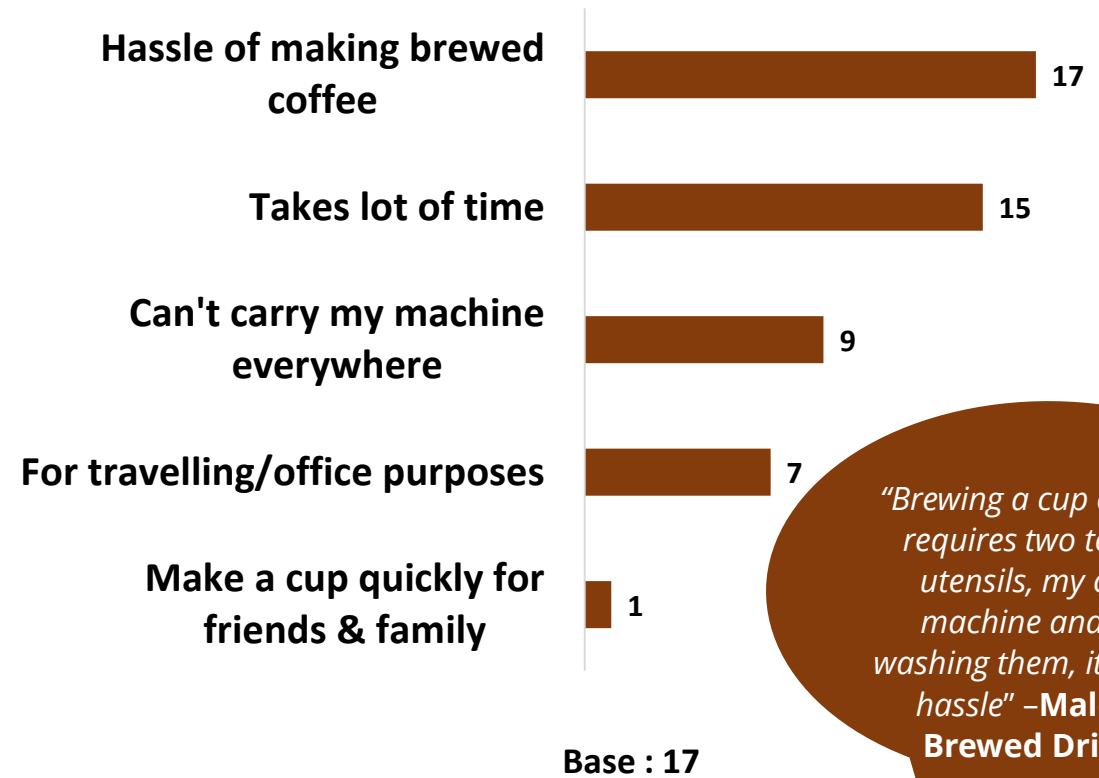 Hassle of making brewed
coffee
17
Takes lot of time
15
Can't carry my machine
everywhere
9
For travelling/office purposes
7
Make a cup quickly for
friends & family
1
“Brewing a cup
requires two
utensils, my
machine and
washing them, it
hassle” –Mal
Brewed Dri
Base : 17